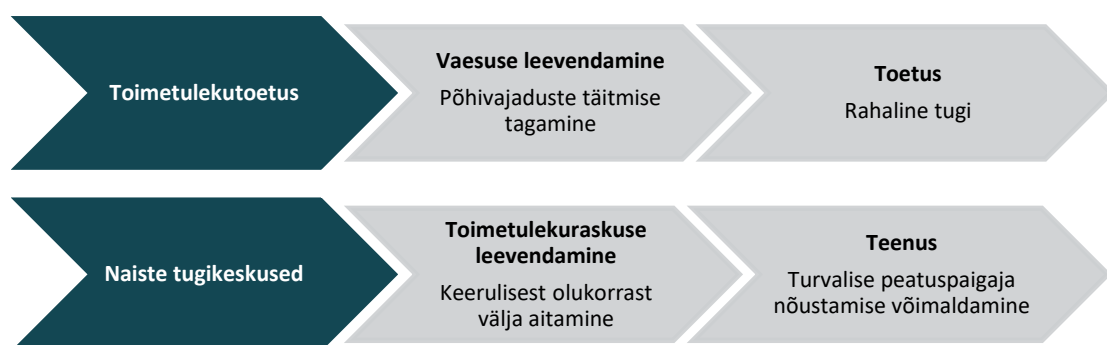 Toimetulekutoetus
Vaesuse leevendamine
Põhivajaduste täitmise
tagamine
Toetus
Rahaline tugi
Naiste tugikeskused
Toimetulekuraskuse
leevendamine
Keerulisest olukorrast
välja aitamine
Teenus
Turvalise peatuspaigaja
nõustamise võimaldamine